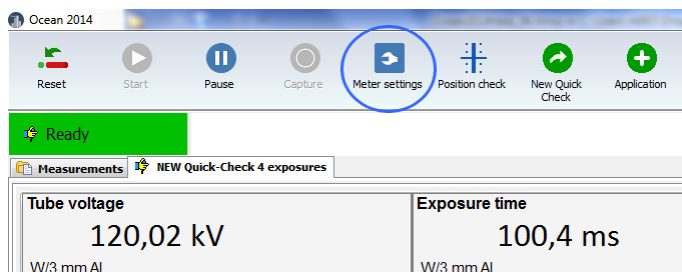 Ocean 2014
Reset
Start
Pause
Capture
Meter settings
Position check
New Quick
Check
Application
Ready
Measurements
NEW Quick-Check 4 exposures
Tube voltage
Exposure time
120,02 kV
100,4 ms
W/3 mm Al
W/3 mm Al